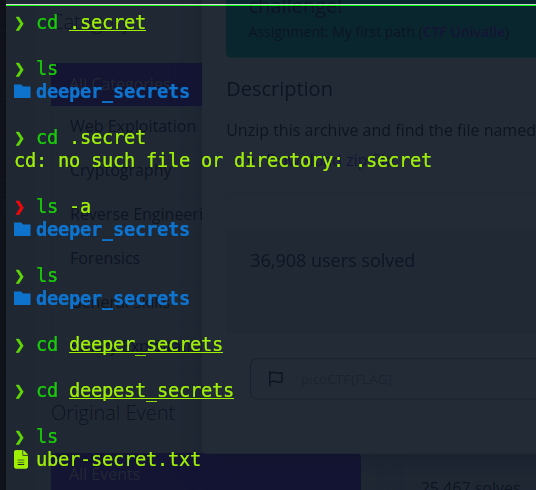 challenge!
❯ cd .secret
Assignment: My first path (CTF Univalle)
❯ ls
All Categories
Description
deeper_secrets
Web Exploitation
Unzip this archive and find the file named
❯ cd .secret
cd: no such file or directory: .secret
Cryptography
❯ ls -a
Reverse Engineeri
deeper_secrets
Forensics
36,908 users solved
❯ ls
deeper_secrets
❯ cd deeper_secrets
picoCTF{FLAG}
❯ cd deepest_secrets
Original Event
❯ ls
uber-secret.txt
All Events
25,467 solves